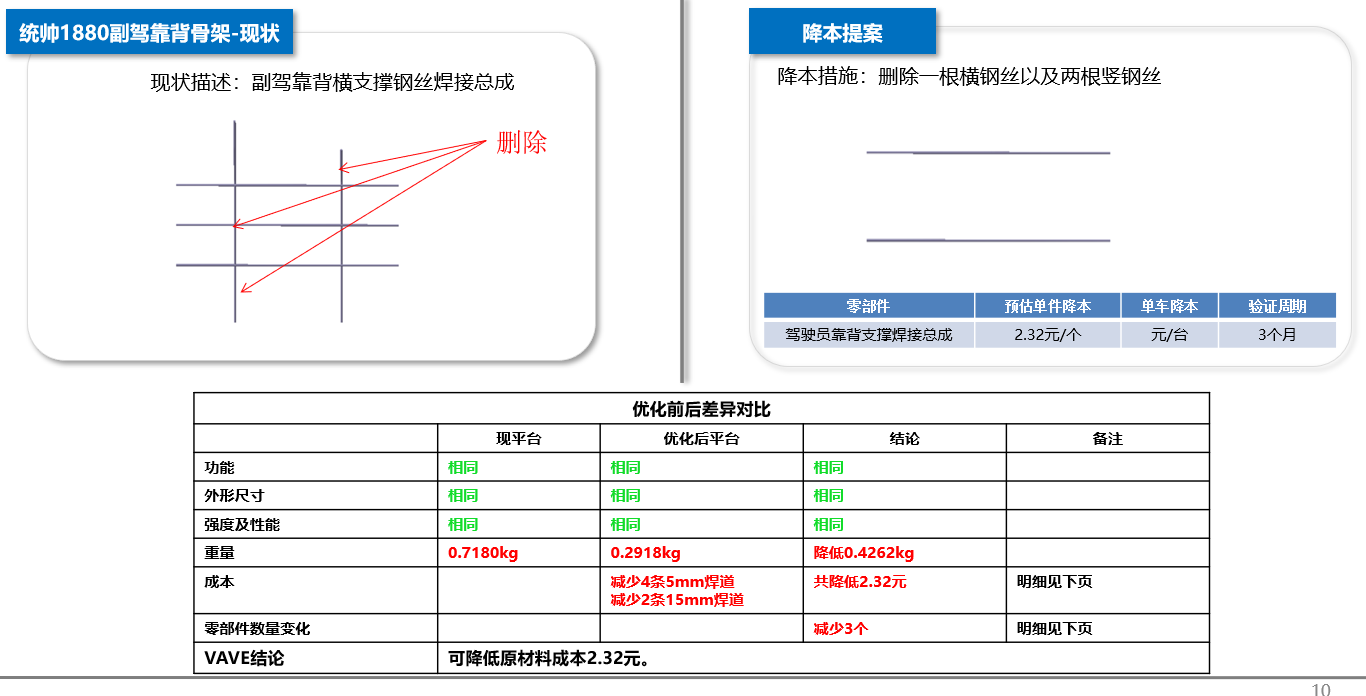 统帅1880副驾靠背骨架-现状
现状描述：副驾靠背横支撑钢丝焊接总成
删除
降本提案
降本措施：删除一根横钢丝以及两根竖钢丝
零部件 预估单件降本 单车降本 验证周期
驾驶员靠背支撑焊接总成 2.32元/个 元/台 3个月
优化前后差异对比
现平台 优化后平台 结论 备注
功能 相同 相同 相同
外形尺寸 相同 相同 相同
强度及性能 相同 相同 相同
重量 0.7180kg 0.2918kg 降低0.4262kg
成本 减少4条5mm焊道 共降低2.32元 明细见下页
减少2条15mm焊道
零部件数量变化 减少3个 明细见下页
VAVE结论 可降低原材料成本2.32元。
10